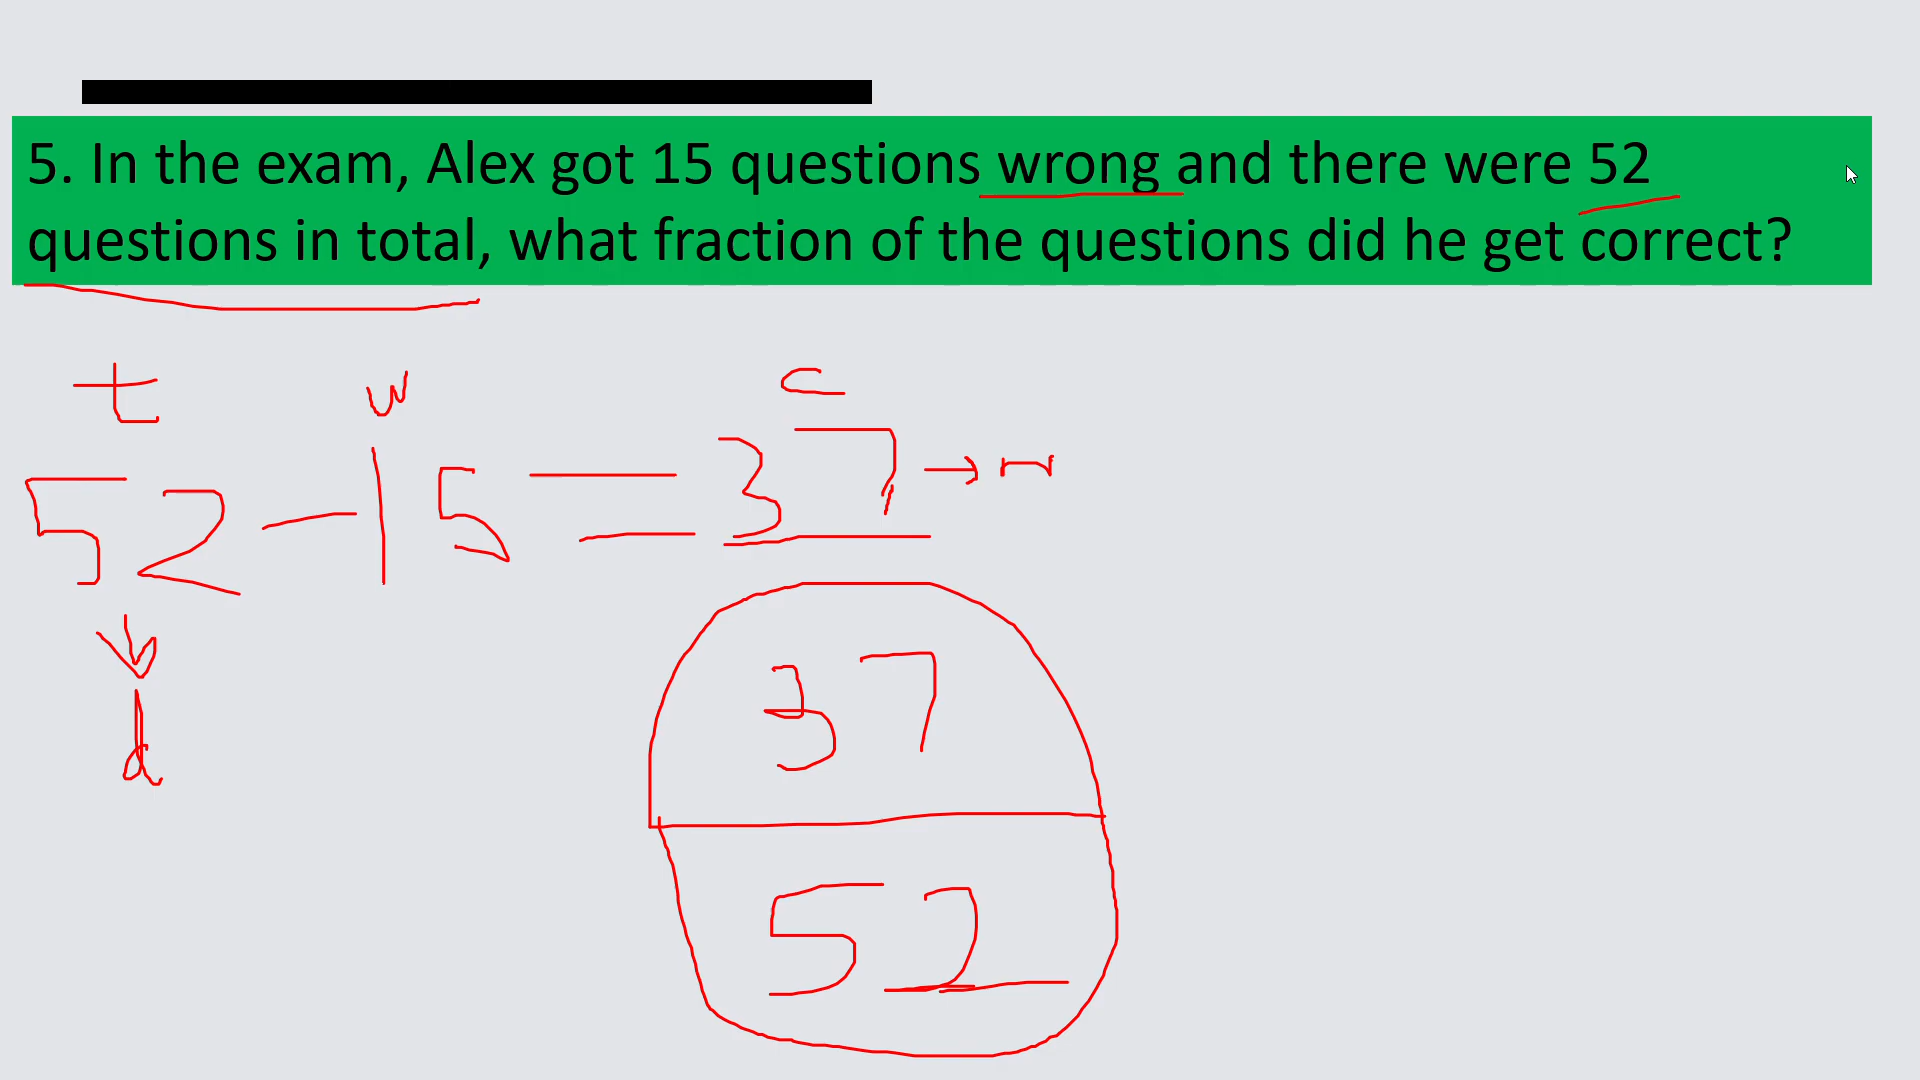 5. In the exam, Alex got 15 questions wrong and there were 52
questions in total, what fraction of the questions did he get correct?
t w c
52 - 15 = 37 → n
↓
d
37
52